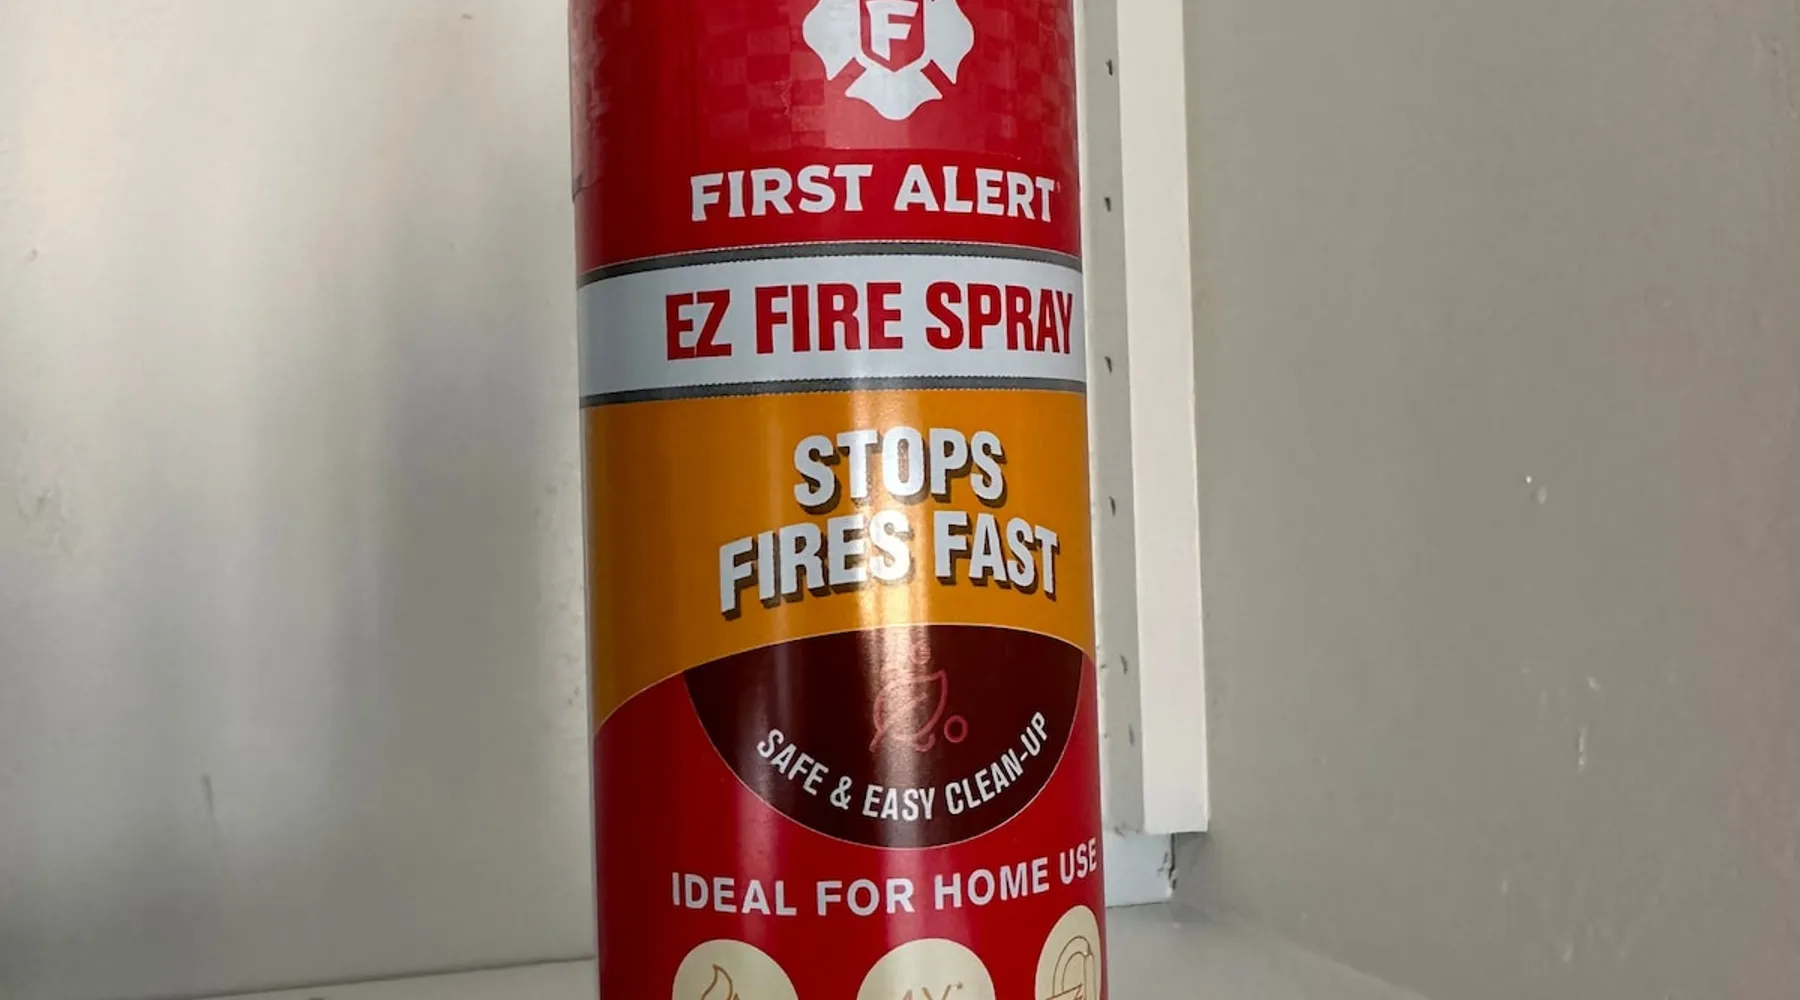 F
FIRST ALERT
EZ FIRE SPRAY
STOPS
FIRES FAST
SAFE & EASY CLEAN-UP
IDEAL FOR HOME USE